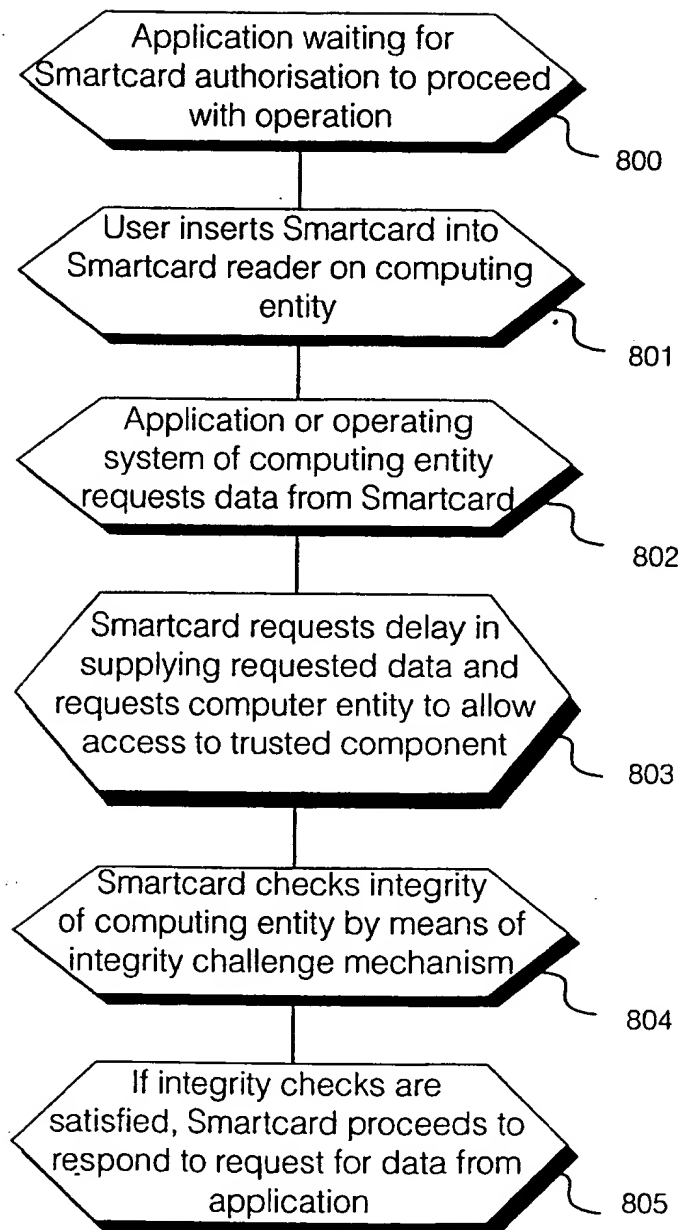 Application waiting for
Smartcard authorisation to proceed
with operation
800
User inserts Smartcard into
Smartcard reader on computing
entity
801
Application or operating
system of computing entity
requests data from Smartcard
802
Smartcard requests delay in
supplying requested data and
requests computer entity to allow
access to trusted component
803
Smartcard checks integrity
of computing entity by means of
integrity challenge mechanism
804
If integrity checks are
satisfied, Smartcard proceeds to
respond to request for data from
application
805